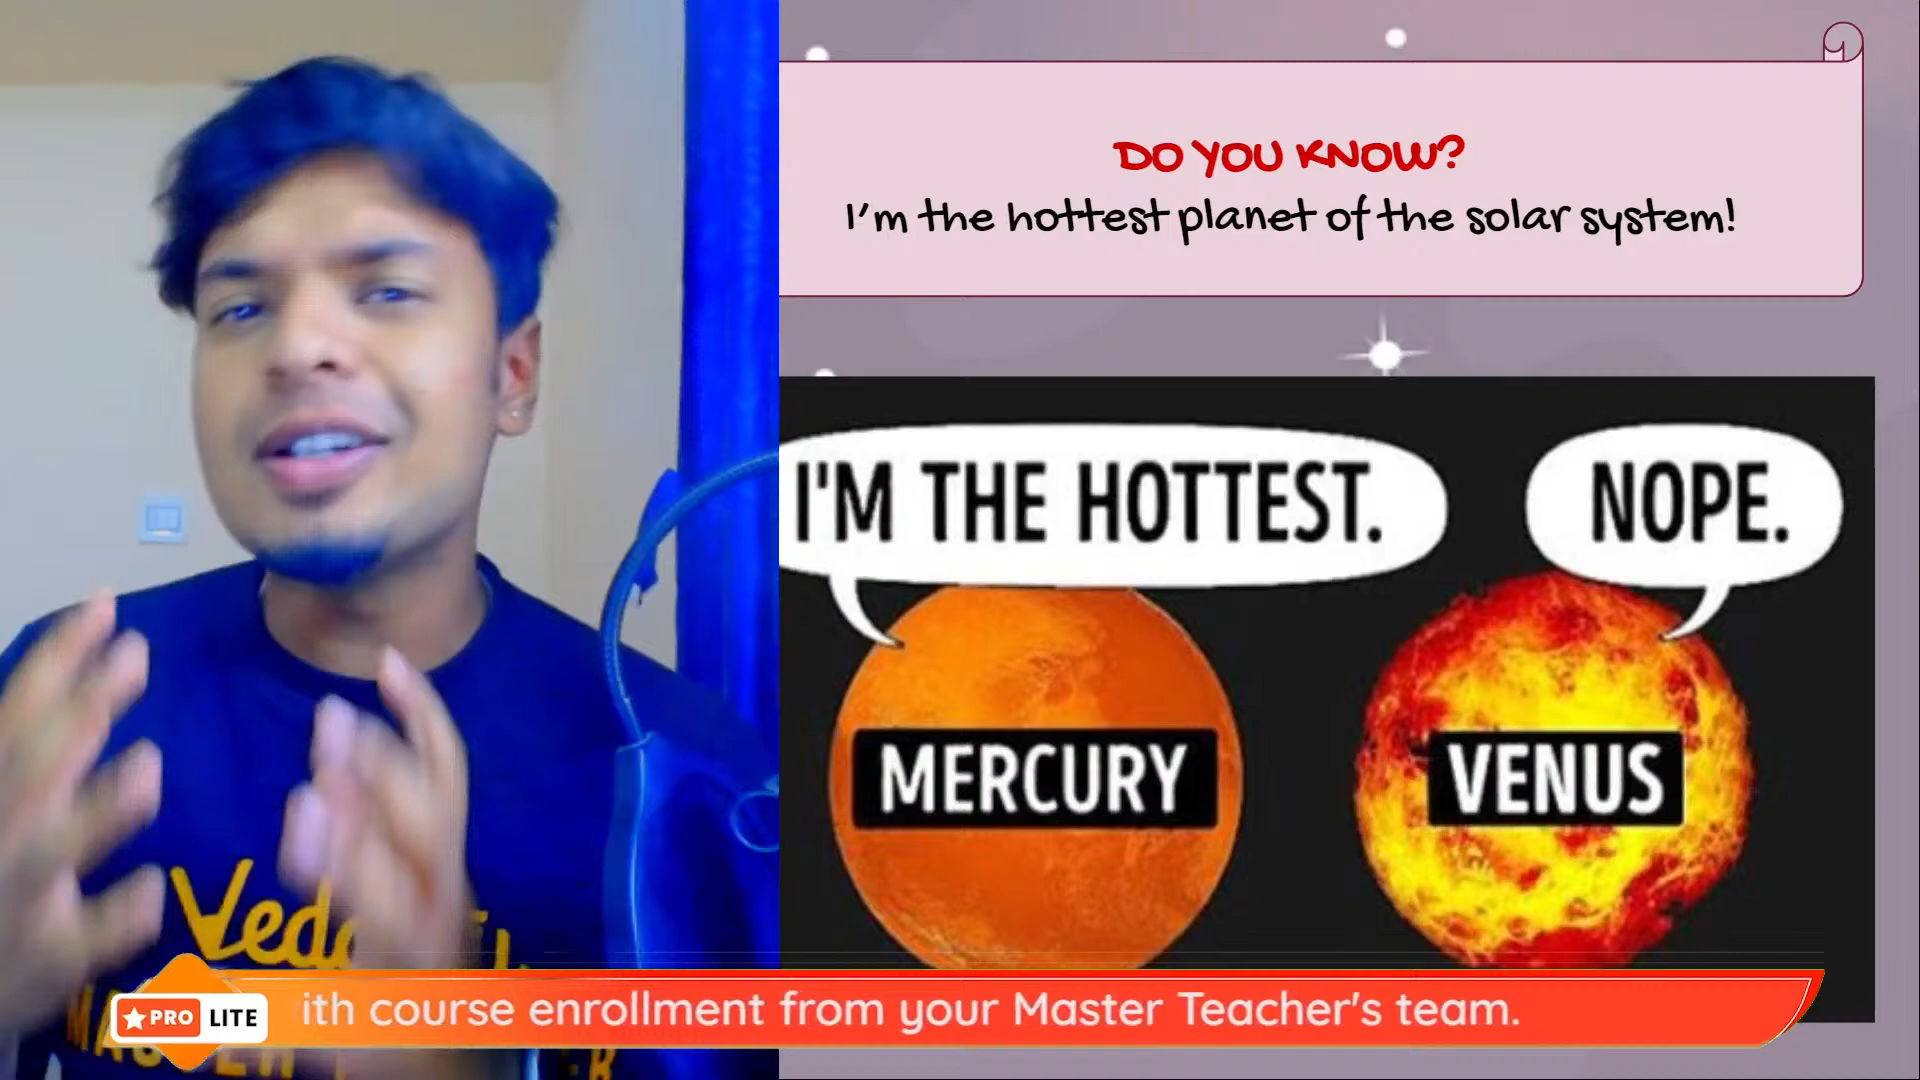 DO YOU KNOW?
I'm the hottest planet of the solar system!
I'M THE HOTTEST.
NOPE.
MERCURY
VENUS
PRO LITE
ith course enrollment from your Master Teacher's team.